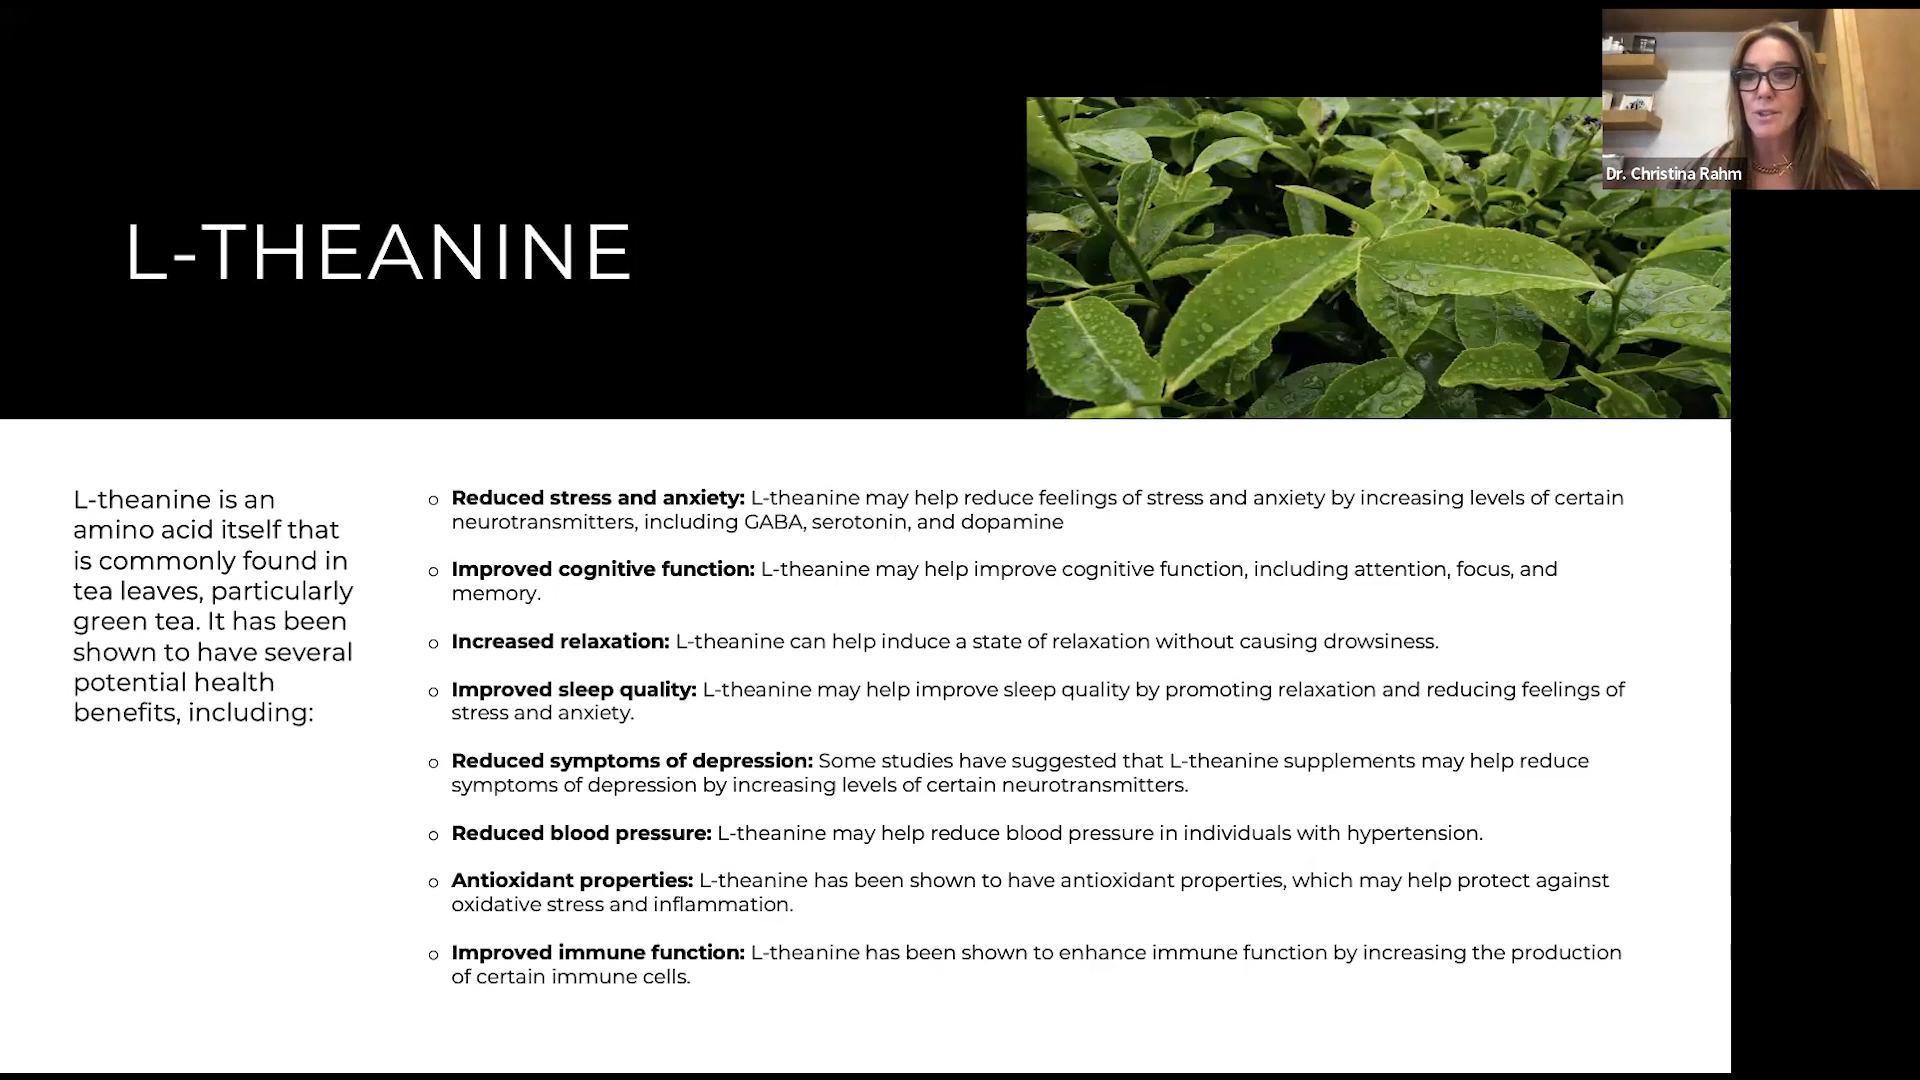 Dr. Christina Rahm
L-THEANINE
L-theanine is an
amino acid itself that
is commonly found in
tea leaves, particularly
green tea. It has been
shown to have several
potential health
benefits, including:
o Reduced stress and anxiety: L-theanine may help reduce feelings of stress and anxiety by increasing levels of certain
neurotransmitters, including GABA, serotonin, and dopamine
o Improved cognitive function: L-theanine may help improve cognitive function, including attention, focus, and
memory.
o Increased relaxation: L-theanine can help induce a state of relaxation without causing drowsiness.
o Improved sleep quality: L-theanine may help improve sleep quality by promoting relaxation and reducing feelings of
stress and anxiety.
o Reduced symptoms of depression: Some studies have suggested that L-theanine supplements may help reduce
symptoms of depression by increasing levels of certain neurotransmitters.
o Reduced blood pressure: L-theanine may help reduce blood pressure in individuals with hypertension.
o Antioxidant properties: L-theanine has been shown to have antioxidant properties, which may help protect against
oxidative stress and inflammation.
o Improved immune function: L-theanine has been shown to enhance immune function by increasing the production
of certain immune cells.